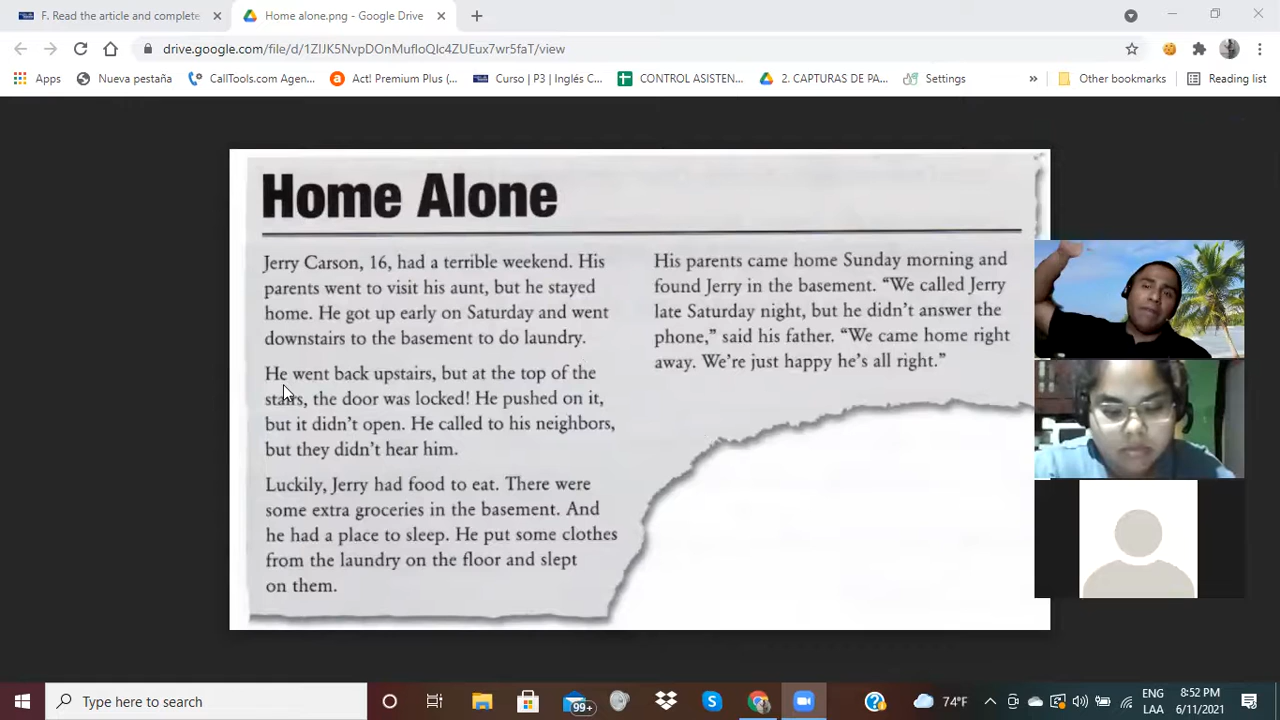 F. Read the article and complete
Home alone.png - Google Drive
drive.google.com/file/d/1ZIJK5NvpDOnMufloQIc4ZUEux7wr5faT/view
Apps
Nueva pestaña
CallTools.com Agen...
Act! Premium Plus (...
Curso | P3 | Inglés C...
CONTROL ASISTEN...
2. CAPTURAS DE PA...
Settings
»
Other bookmarks
Reading list
Home Alone
Jerry Carson, 16, had a terrible weekend. His
parents went to visit his aunt, but he stayed
home. He got up early on Saturday and went
downstairs to the basement to do laundry.
He went back upstairs, but at the top of the
stairs, the door was locked! He pushed on it,
but it didn't open. He called to his neighbors,
but they didn't hear him.
Luckily, Jerry had food to eat. There were
some extra groceries in the basement. And
he had a place to sleep. He put some clothes
from the laundry on the floor and slept
on them.
His parents came home Sunday morning and
found Jerry in the basement. “We called Jerry
late Saturday night, but he didn't answer the
phone,” said his father. “We came home right
away. We're just happy he's all right.”
Type here to search
99+
74°F
ENG
LAA
8:52 PM
6/11/2021